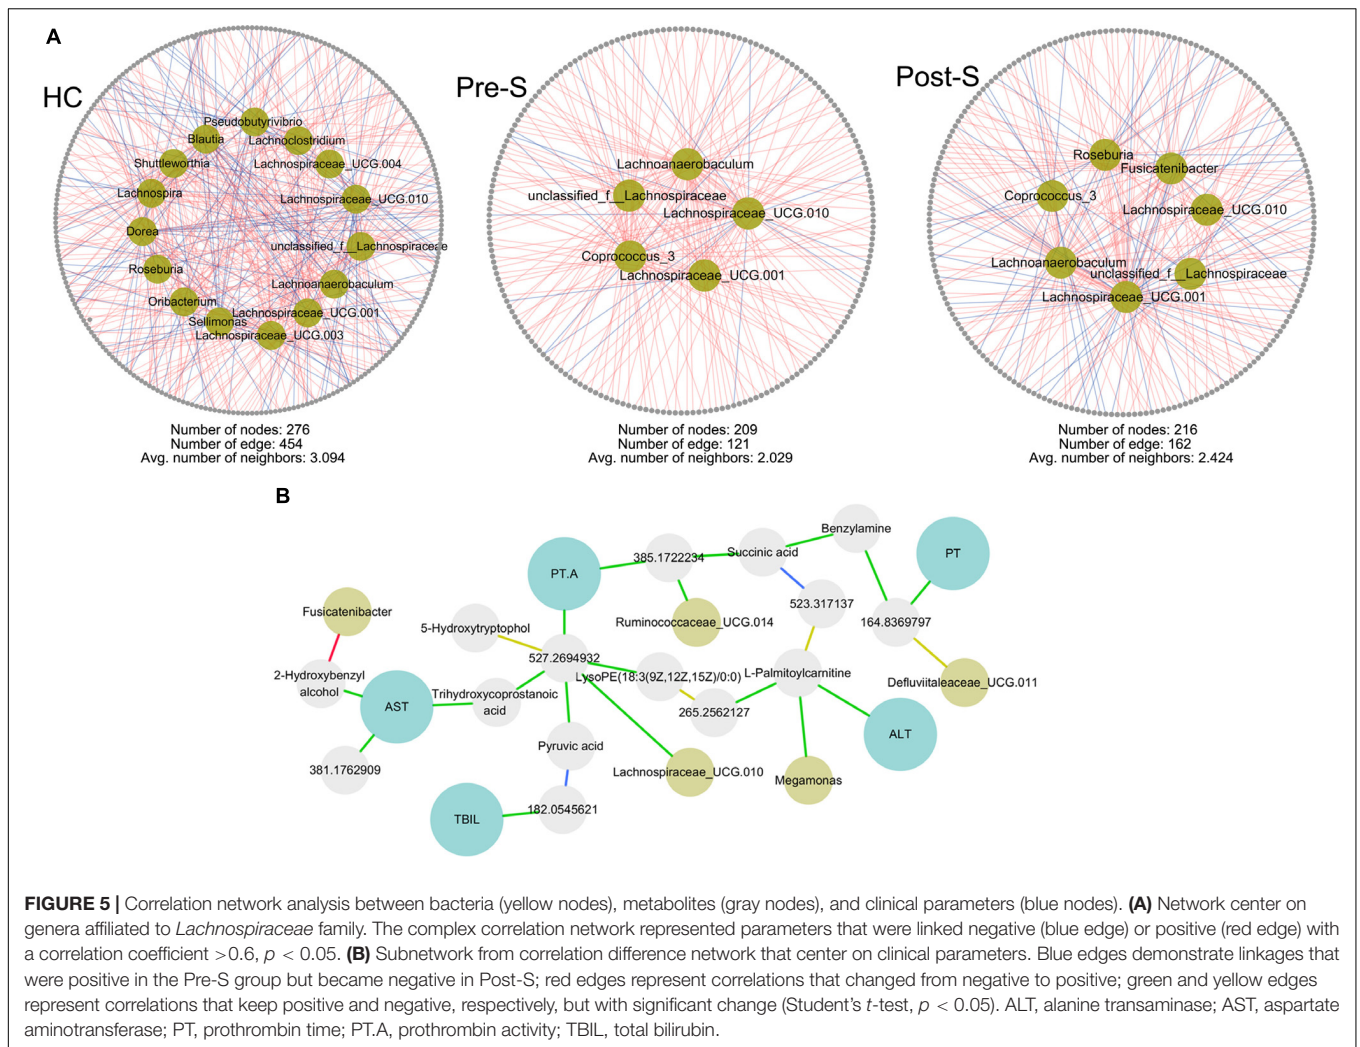 A
HC
Pseudobutyrivibrio
Blautia
Lachnoclostridium
Shuttleworthia
Lachnospiraceae_UCG.004
Lachnospira
Lachnospiraceae_UCG.010
Dorea
unclassified_f__Lachnospiraceae
Roseburia
Lachnoanaerobaculum
Oribacterium
Lachnospiraceae_UCG.001
Sellimonas
Lachnospiraceae_UCG.003
Number of nodes: 276
Number of edge: 454
Avg. number of neighbors: 3.094
Pre-S
Lachnoanaerobaculum
unclassified_f__Lachnospiraceae
Lachnospiraceae_UCG.010
Coprococcus_3
Lachnospiraceae_UCG.001
Number of nodes: 209
Number of edge: 121
Avg. number of neighbors: 2.029
Post-S
Roseburia
Fusicatenibacter
Coprococcus_3
Lachnospiraceae_UCG.010
Lachnoanaerobaculum
unclassified_f__Lachnospiraceae
Lachnospiraceae_UCG.001
Number of nodes: 216
Number of edge: 162
Avg. number of neighbors: 2.424
B
Benzylamine
385.1722234
Succinic acid
PT
PT.A
523.317137
Fusicatenibacter
Ruminococcaceae_UCG.014
164.8369797
5-Hydroxytryptophol
527.2694932
LysoPE(18:3(9Z,12Z,15Z)/0:0)
L-Palmitoylcarnitine
2-Hydroxybenzyl
alcohol
Defluviitaleaceae_UCG.011
Trihydroxycoprostanoic
acid
AST
265.2562127
ALT
Pyruvic acid
381.1762909
Lachnospiraceae_UCG.010
Megamonas
182.0545621
TBIL
FIGURE 5 | Correlation network analysis between bacteria (yellow nodes), metabolites (gray nodes), and clinical parameters (blue nodes). (A) Network center on
genera affiliated to Lachnospiraceae family. The complex correlation network represented parameters that were linked negative (blue edge) or positive (red edge) with
a correlation coefficient >0.6, p < 0.05. (B) Subnetwork from correlation difference network that center on clinical parameters. Blue edges demonstrate linkages that
were positive in the Pre-S group but became negative in Post-S; red edges represent correlations that changed from negative to positive; green and yellow edges
represent correlations that keep positive and negative, respectively, but with significant change (Student's t-test, p < 0.05). ALT, alanine transaminase; AST, aspartate
aminotransferase; PT, prothrombin time; PT.A, prothrombin activity; TBIL, total bilirubin.